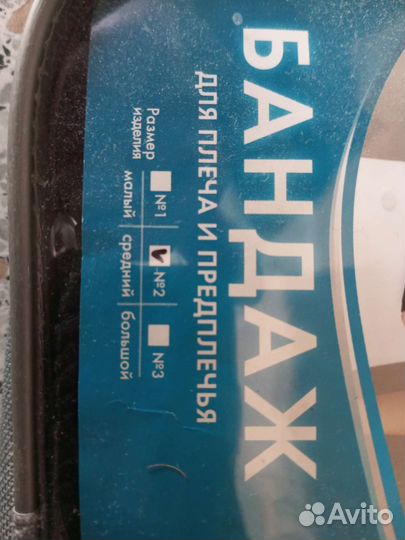 БАНДАЖ
ДЛЯ ПЛЕЧА И ПРЕДПЛЕЧЬЯ
Размер изделия
№1 №2 №3
малый средний большой
Avito